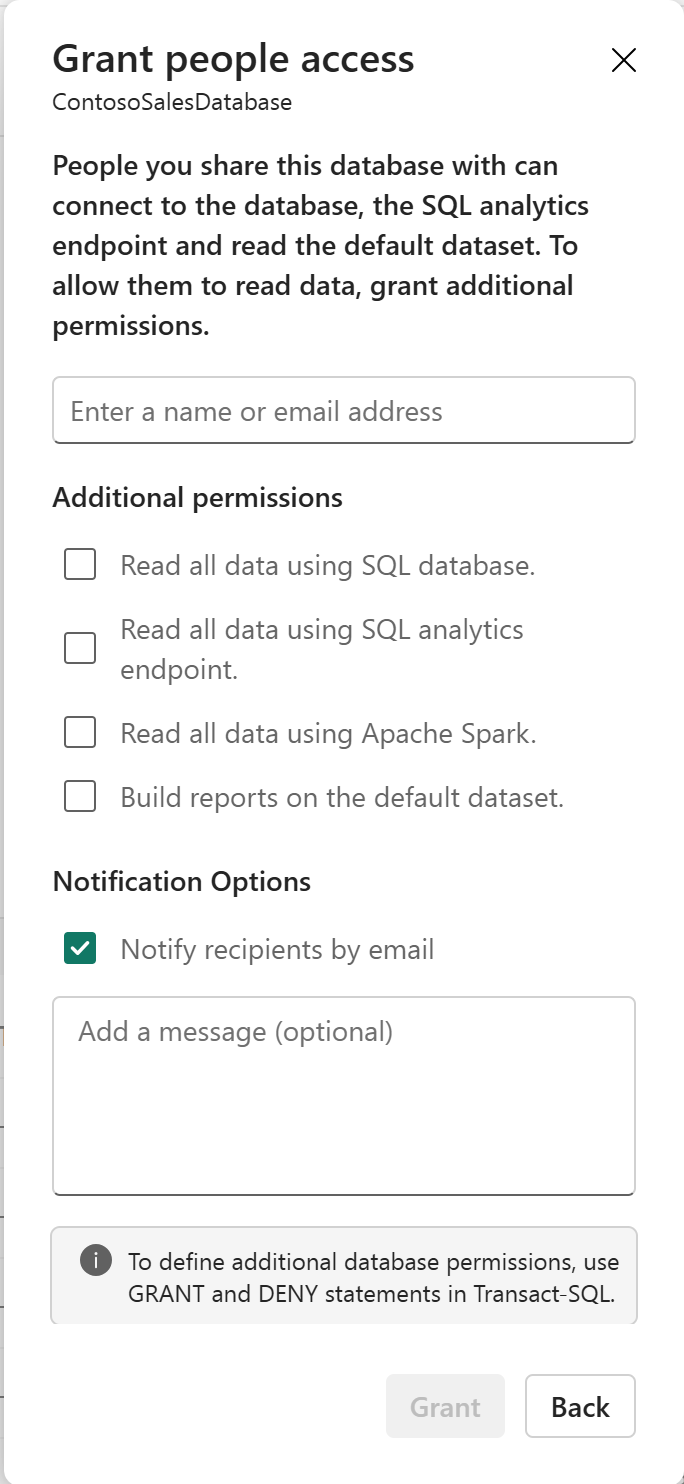 Grant people access
ContosoSalesDatabase
People you share this database with can
connect to the database, the SQL analytics
endpoint and read the default dataset. To
allow them to read data, grant additional
permissions.
Enter a name or email address
Additional permissions
Read all data using SQL database.
Read all data using SQL analytics
endpoint.
Read all data using Apache Spark.
Build reports on the default dataset.
Notification Options
Notify recipients by email
Add a message (optional)
To define additional database permissions, use
GRANT and DENY statements in Transact-SQL.
Grant
Back